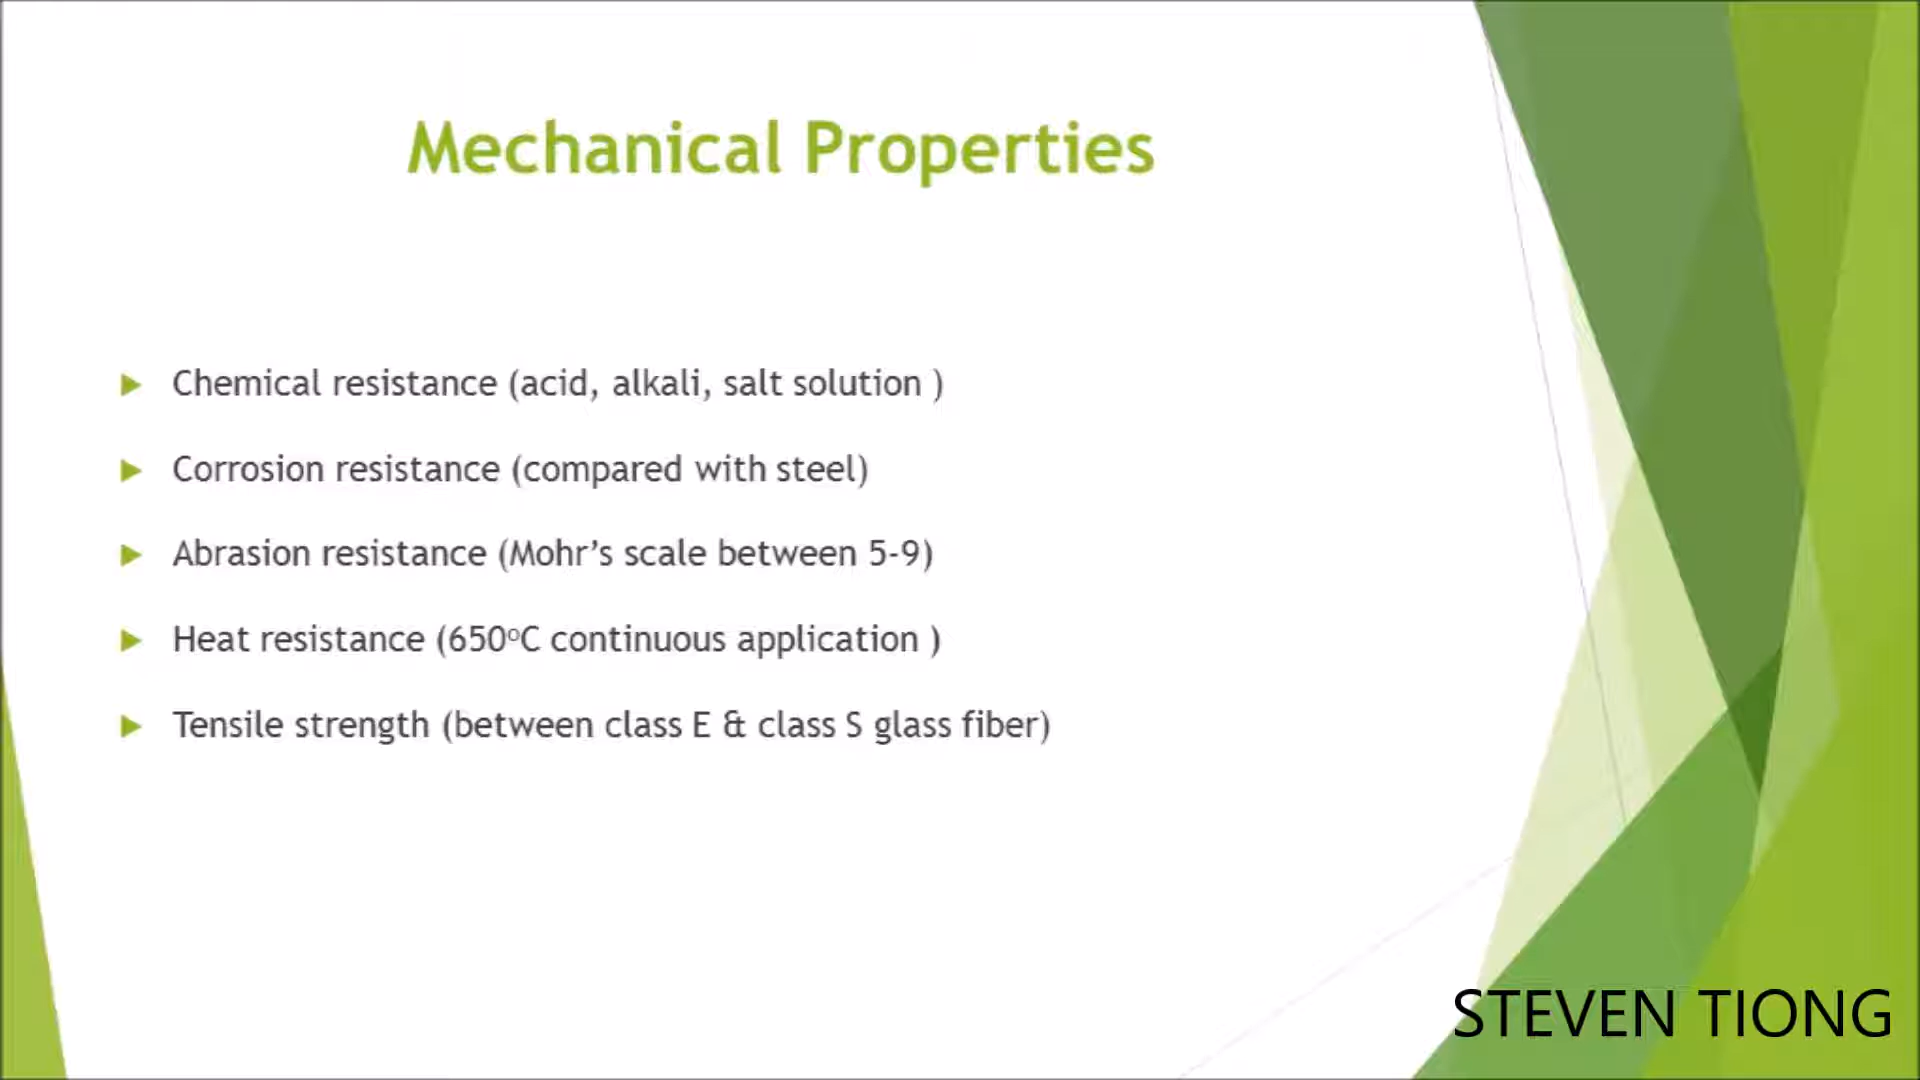 Mechanical Properties
Chemical resistance (acid, alkali, salt solution )
Corrosion resistance (compared with steel)
Abrasion resistance (Mohr’s scale between 5-9)
Heat resistance (650ºC continuous application )
Tensile strength (between class E & class S glass fiber)
STEVEN TIONG